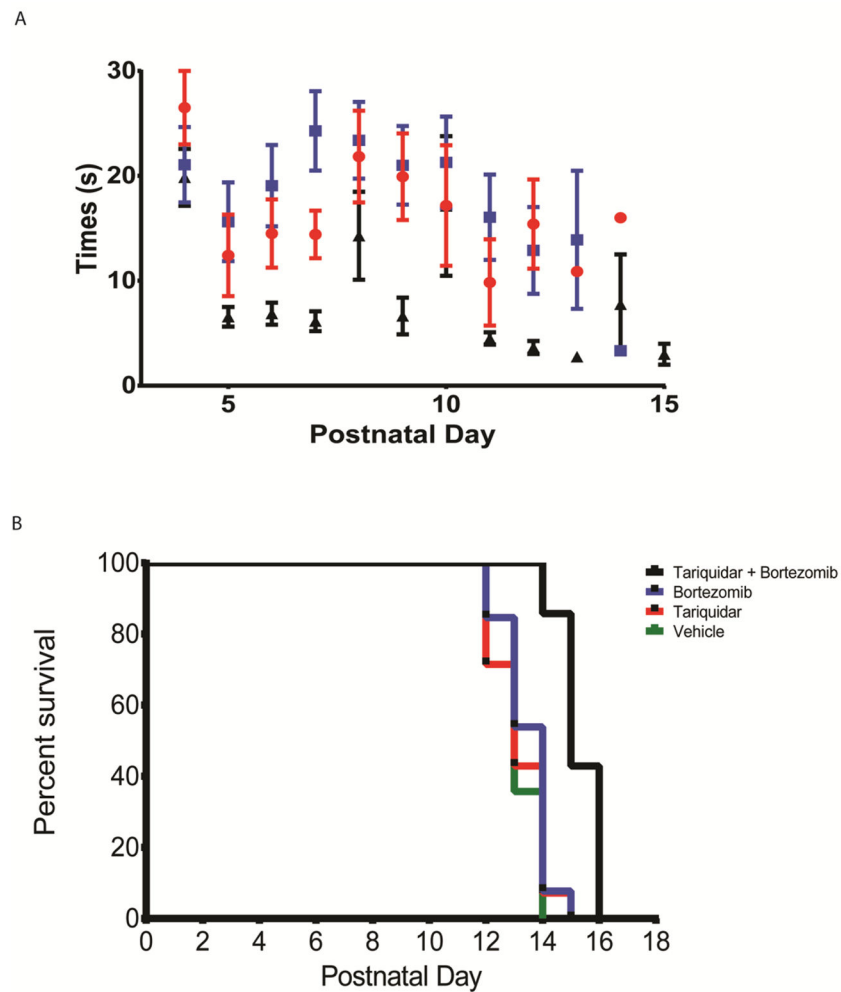 A
30
20
10
0
Times (s)
5 10 15
Postnatal Day
B
100
80
60
40
20
0
Percent survival
0 2 4 6 8 10 12 14 16 18
Postnatal Day
Tariquidar + Bortezomib
Bortezomib
Tariquidar
Vehicle